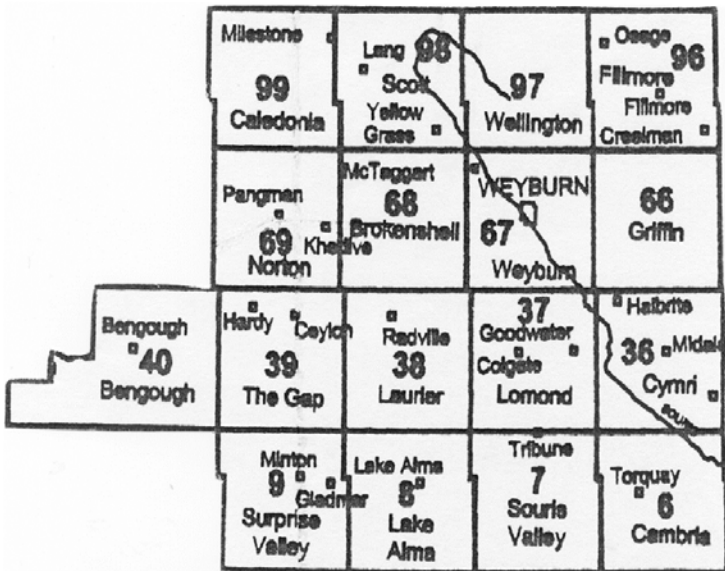 Milestone
99
Caledonia
Lang
98
Scott
Yellow
Grass
97
Wellington
Osage
96
Fillmore
Fillmore
Creelman
Pangman
69
Khedive
Norton
McTaggart
68
Brokenshell
WEYBURN
67
Weyburn
66
Griffin
Bengough
40
Bengough
Hardy
Ceylon
39
The Gap
Radville
38
Laurier
37
Goodwater
Colgate
Lomond
Halbrite
36
Midale
Cymri
Minton
9
Gladmar
Surprise
Valley
Lake Alma
8
Lake
Alma
Tribune
7
Souris
Valley
Torquay
6
Cambria